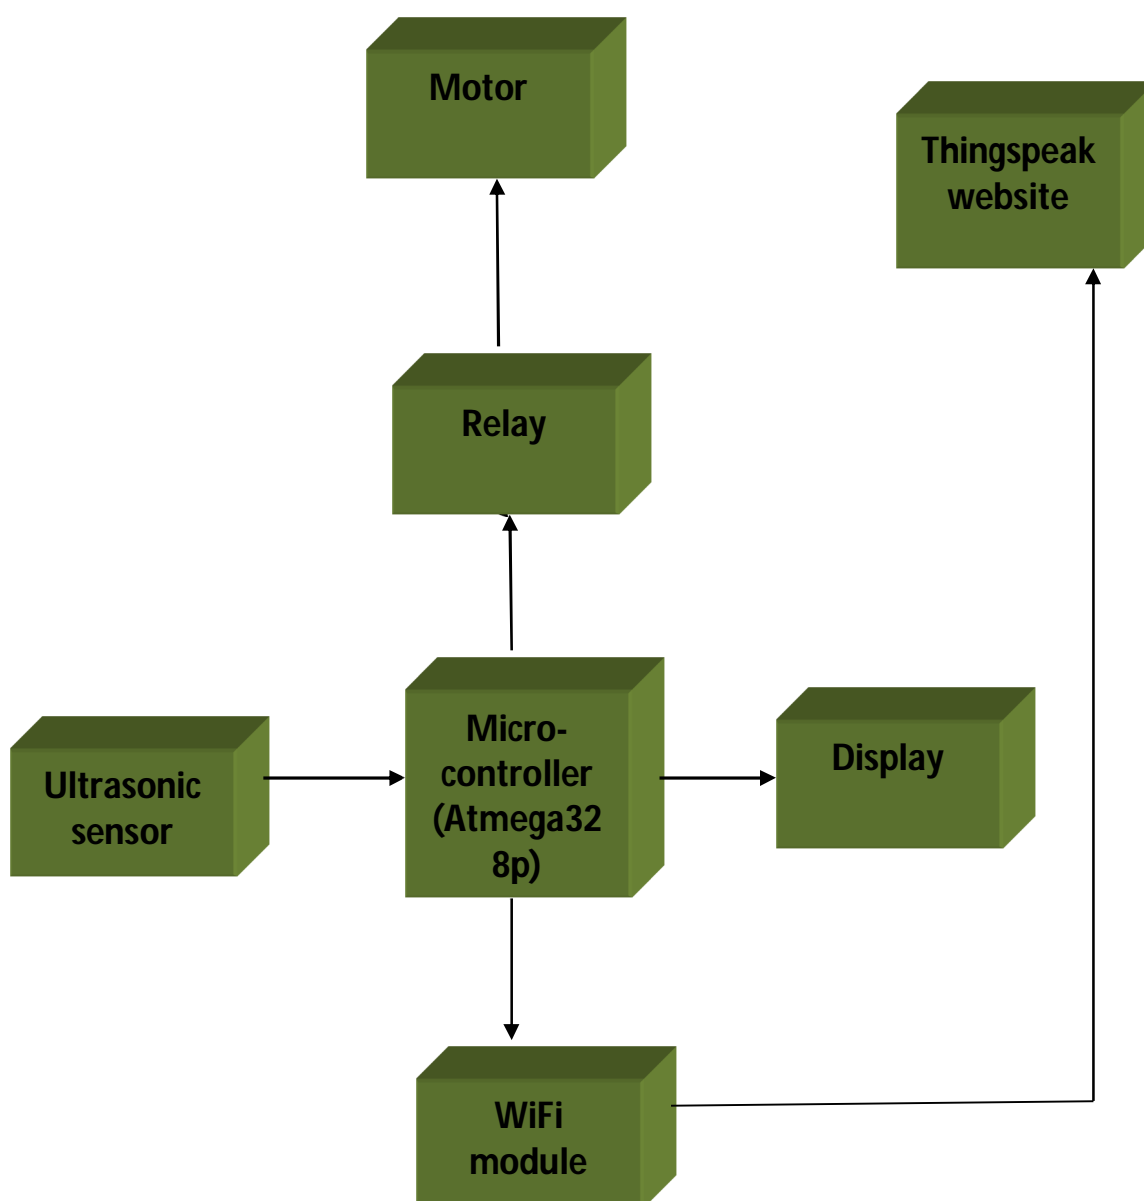 Motor
Thingspeak
website
Relay
Micro-
controller
(Atmega32
8p)
Display
Ultrasonic
sensor
WiFi
module